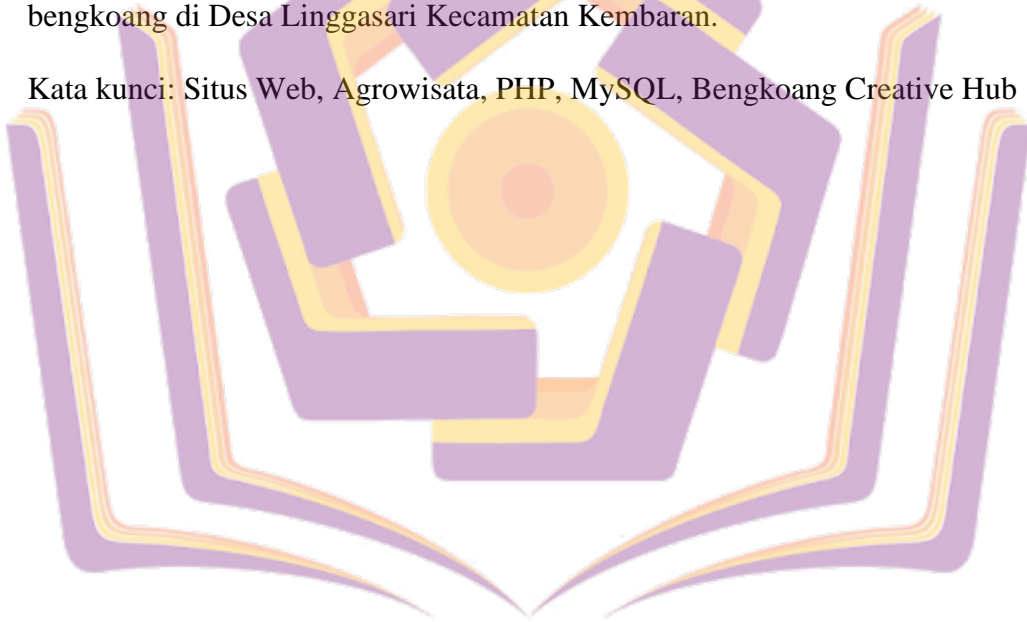 bengkoang di Desa Linggasari Kecamatan Kembaran.
Kata kunci: Situs Web, Agrowisata, PHP, MySQL, Bengkoang Creative Hub